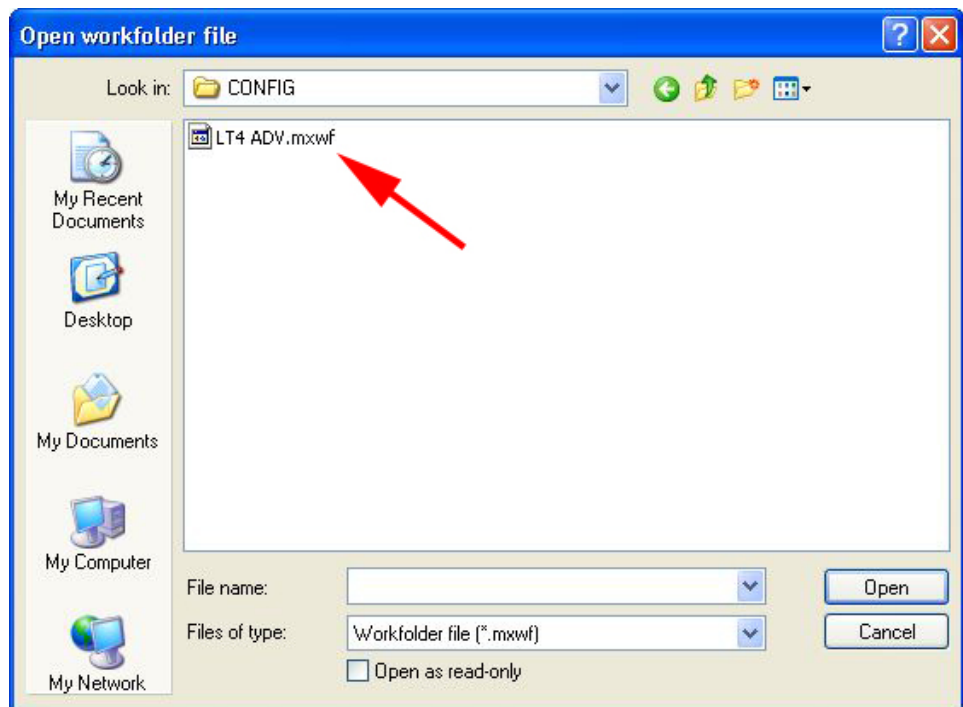 Open workfolder file
?
Look in: CONFIG
LT4 ADV.mxwf
My Recent
Documents
Desktop
My Documents
My Computer
My Network
File name:
Open
Files of type: Workfolder file (*.mxwf)
Cancel
Open as read-only